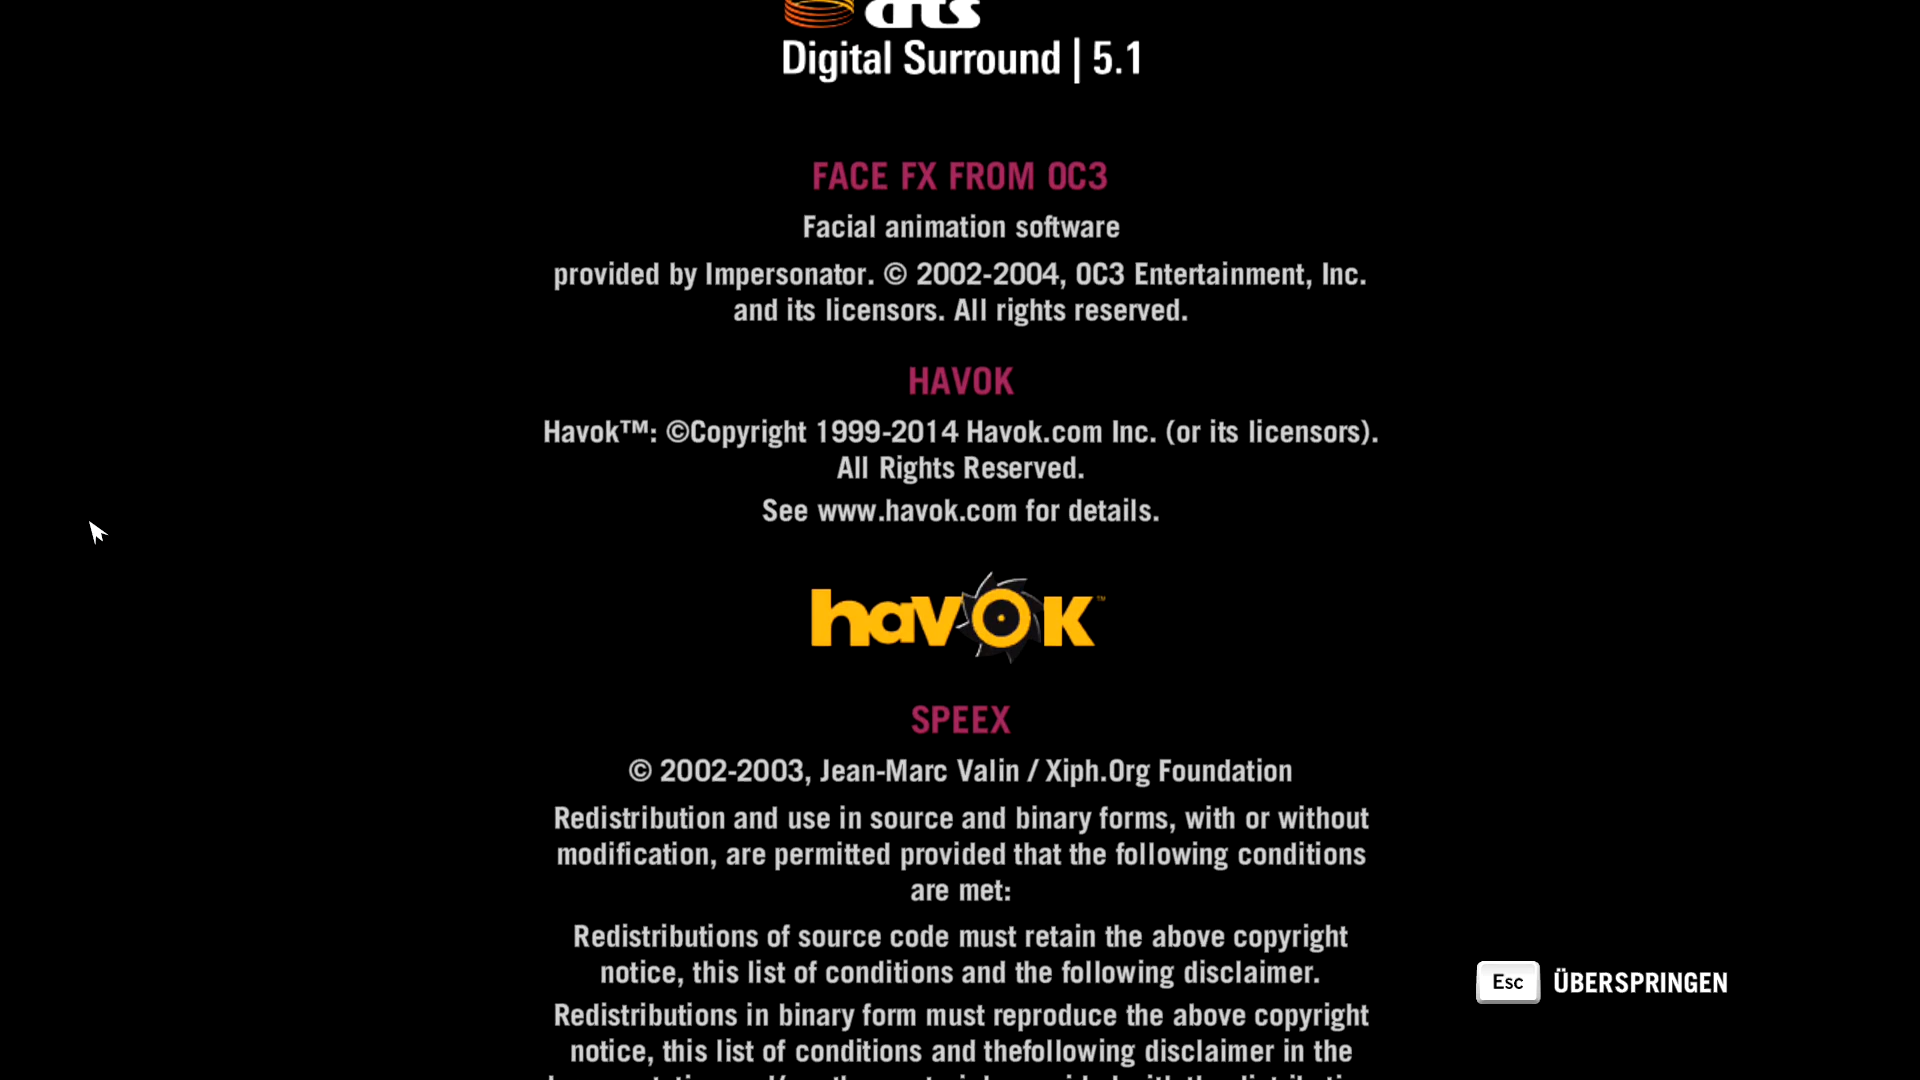 dts
Digital Surround | 5.1
FACE FX FROM OC3
Facial animation software
provided by Impersonator. © 2002-2004, OC3 Entertainment, Inc.
and its licensors. All rights reserved.
HAVOK
Havok™: ©Copyright 1999-2014 Havok.com Inc. (or its licensors).
All Rights Reserved.
See www.havok.com for details.
havok™
SPEEX
© 2002-2003, Jean-Marc Valin / Xiph.Org Foundation
Redistribution and use in source and binary forms, with or without
modification, are permitted provided that the following conditions
are met:
Redistributions of source code must retain the above copyright
notice, this list of conditions and the following disclaimer.
Esc ÜBERSPRINGEN
Redistributions in binary form must reproduce the above copyright
notice, this list of conditions and thefollowing disclaimer in the